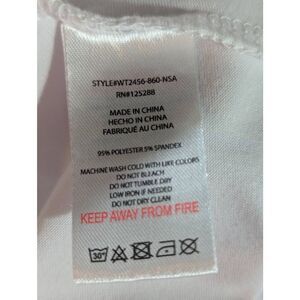 STYLE#WT2456-860-NSA
RN#125288
MADE IN CHINA
HECHO IN CHINA
FABRIQUÉ AU CHINA
95% POLYESTER 5% SPANDEX
MACHINE WASH COLD WITH LIKE COLORS
DO NOT BLEACH
DO NOT TUMBLE DRY
LOW IRON IF NEEDED
DO NOT DRY CLEAN
KEEP AWAY FROM FIRE
30°